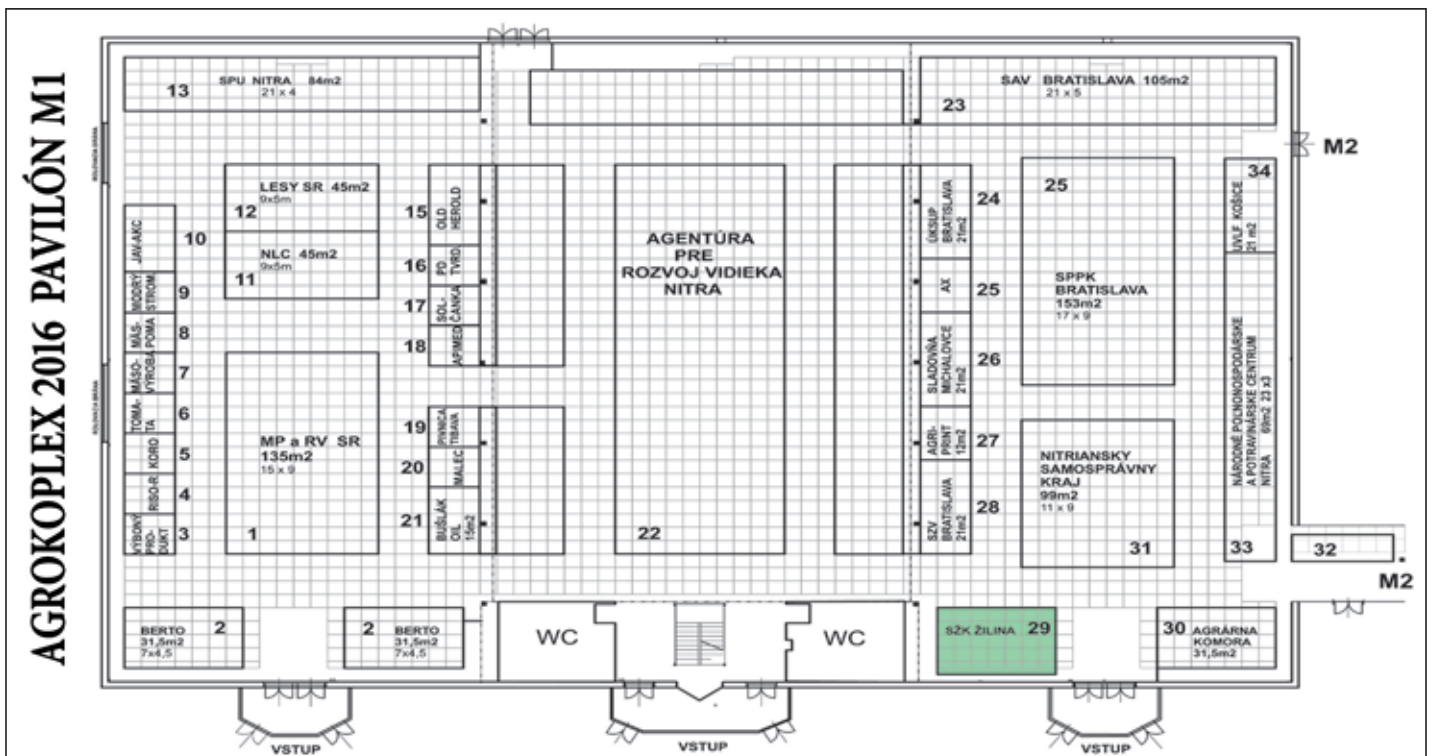 AGROKOPLEX 2016 PAVILÓN M1
13
SPU NITRA 84m2
21 x 4
23
SAV BRATISLAVA 105m2
21 x 5
M2
LESY SR 45m2
9x5m
12
NLC 45m2
9x5m
11
10
JAV-AKC
9
MODRÝ
STROM
8
MÄS-
POMA
7
MÄSO-
VÝROBA
6
TOMA-
TA
5
KORO
4
RISO-R
3
VÝBONÝ
PRO-
DUKT
MP a RV SR
135m2
15 x 9
1
15
OLD
HEROLD
16
PD
TVRD.
17
SOL-
ČANKA
18
APIMED
19
PIVNICA
TIBAVA
20
MALEC
21
BUŠLÁK
OIL
15m2
AGENTÚRA
PRE
ROZVOJ VIDIEKA
NITRA
22
24
ÚKSUP
BRATISLAVA
21m2
25
AX
26
SLADOVŇA
MICHALOVCE
21m2
27
AGRI-
PRINT
12m2
28
SZV
BRATISLAVA
21m2
25
SPPK
BRATISLAVA
153m2
17 x 9
NITRIANSKY
SAMOSPRÁVNY
KRAJ
99m2
11 x 9
31
34
UVLF KOŠICE
21 m2
NÁRODNÉ POĽNONOSPODÁRSKE
A POTRAVINÁRSKE CENTRUM
NITRA 69m2 23 x3
33
32
M2
BERTO
31,5m2
7x4,5
2
2
BERTO
31,5m2
7x4,5
WC
WC
SŽK ŽILINA 29
30 AGRÁRNA
KOMORA
31,5m2
VSTUP
VSTUP
VSTUP